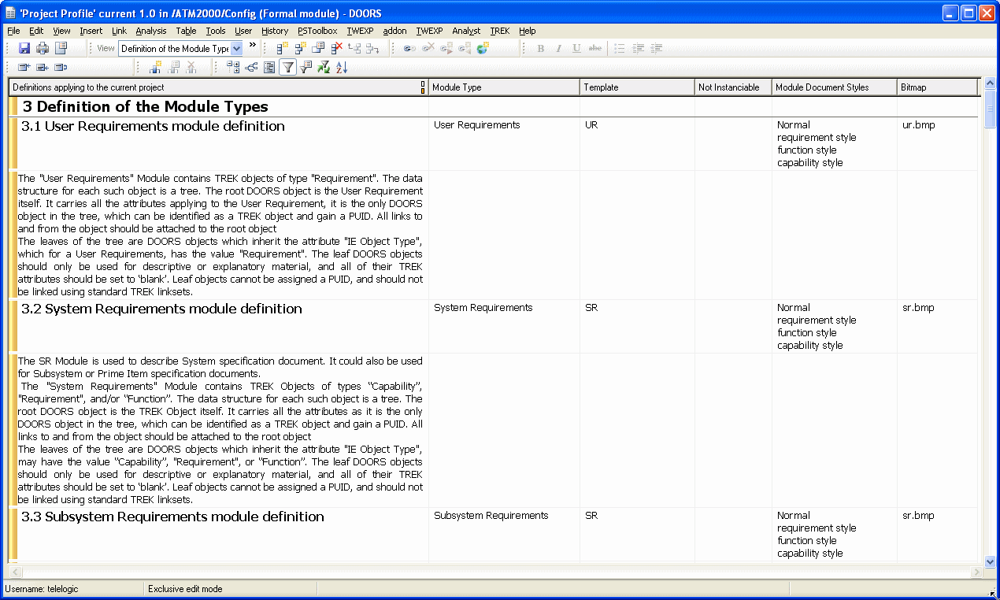 'Project Profile' current 1.0 in /ATM2000/Config (Formal module) - DOORS
File Edit View Insert Link Analysis Table Tools User History PSToolbox TWEXP addon TWEXP Analyst TREK Help
View Definition of the Module Type » B I U abc
A Z
Definitions applying to the current project Module Type Template Not Instanciable Module Document Styles Bitmap
3 Definition of the Module Types
3.1 User Requirements module definition User Requirements UR Normal ur.bmp
requirement style
function style
capability style
The "User Requirements" Module contains TREK objects of type "Requirement". The data
structure for each such object is a tree. The root DOORS object is the User Requirement
itself. It carries all the attributes applying to the User Requirement, it is the only DOORS
object in the tree, which can be identified as a TREK object and gain a PUID. All links to
and from the object should be attached to the root object
The leaves of the tree are DOORS objects which inherit the attribute "IE Object Type",
which for a User Requirements, has the value "Requirement". The leaf DOORS objects
should only be used for descriptive or explanatory material, and all of their TREK
attributes should be set to 'blank'. Leaf objects cannot be assigned a PUID, and should not
be linked using standard TREK linksets.
3.2 System Requirements module definition System Requirements SR Normal sr.bmp
requirement style
function style
capability style
The SR Module is used to describe System specification document. It could also be used
for Subsystem or Prime Item specification documents.
The "System Requirements" Module contains TREK Objects of types “Capability”,
"Requirement", and/or “Function”. The data structure for each such object is a tree. The
root DOORS object is the TREK Object itself. It carries all the attributes as it is the only
DOORS object in the tree, which can be identified as a TREK object and gain a PUID. All
links to and from the object should be attached to the root object
The leaves of the tree are DOORS objects which inherit the attribute "IE Object Type",
may have the value “Capability”, "Requirement", or “Function”. The leaf DOORS objects
should only be used for descriptive or explanatory material, and all of their TREK
attributes should be set to 'blank'. Leaf objects cannot be assigned a PUID, and should not
be linked using standard TREK linksets.
3.3 Subsystem Requirements module definition Subsystem Requirements SR Normal sr.bmp
requirement style
function style
capability style
Username: telelogic Exclusive edit mode